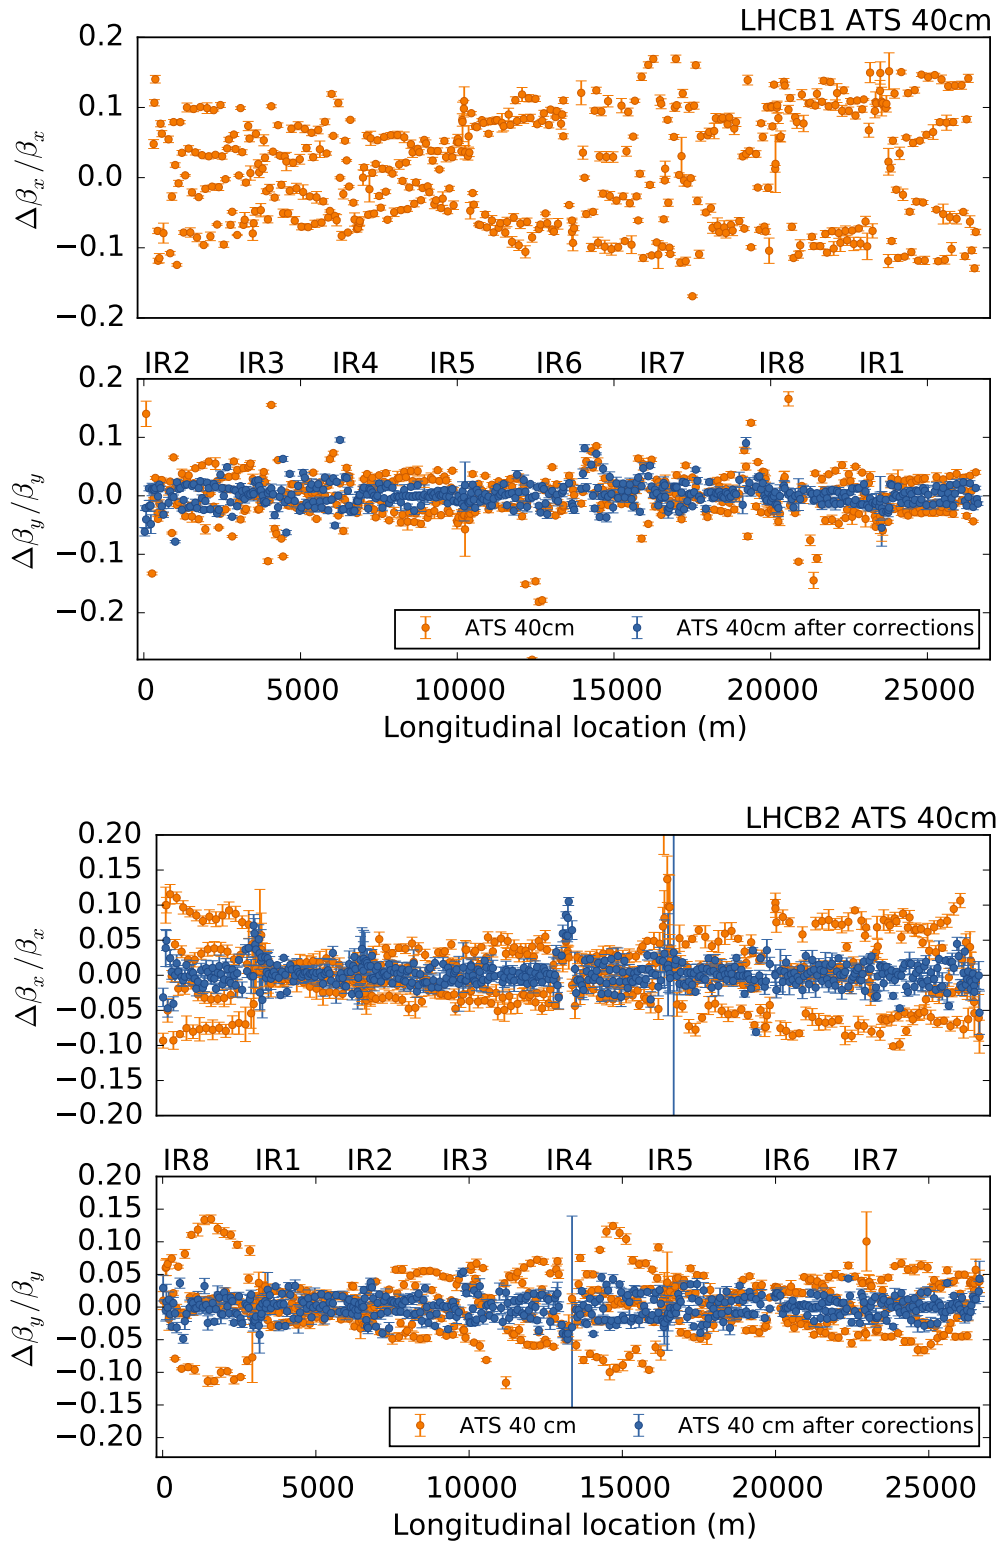 LHCB1 ATS 40cm
0.2
0.1
0.0
−0.1
−0.2
Δβx/βx
IR2 IR3 IR4 IR5 IR6 IR7 IR8 IR1
0.2
0.1
0.0
−0.1
−0.2
Δβy/βy
ATS 40cm ATS 40cm after corrections
0 5000 10000 15000 20000 25000
Longitudinal location (m)
LHCB2 ATS 40cm
0.20
0.15
0.10
0.05
0.00
−0.05
−0.10
−0.15
−0.20
Δβx/βx
IR8 IR1 IR2 IR3 IR4 IR5 IR6 IR7
0.20
0.15
0.10
0.05
0.00
−0.05
−0.10
−0.15
−0.20
Δβy/βy
ATS 40 cm ATS 40 cm after corections
0 5000 10000 15000 20000 25000
Longitudinal location (m)